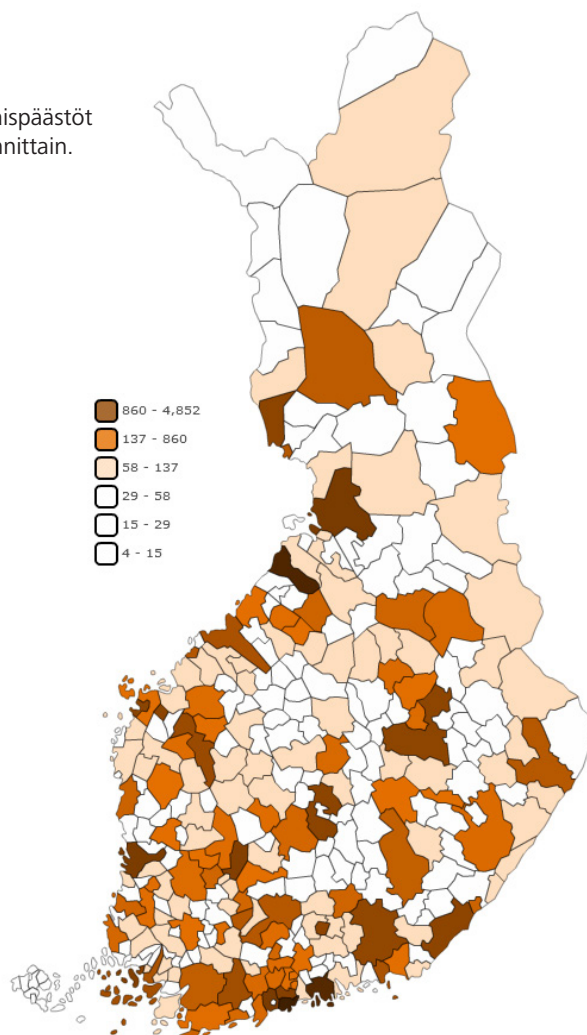 ispäästöt
nittain.
860 - 4,852
137 - 860
58 - 137
29 - 58
15 - 29
4 - 15